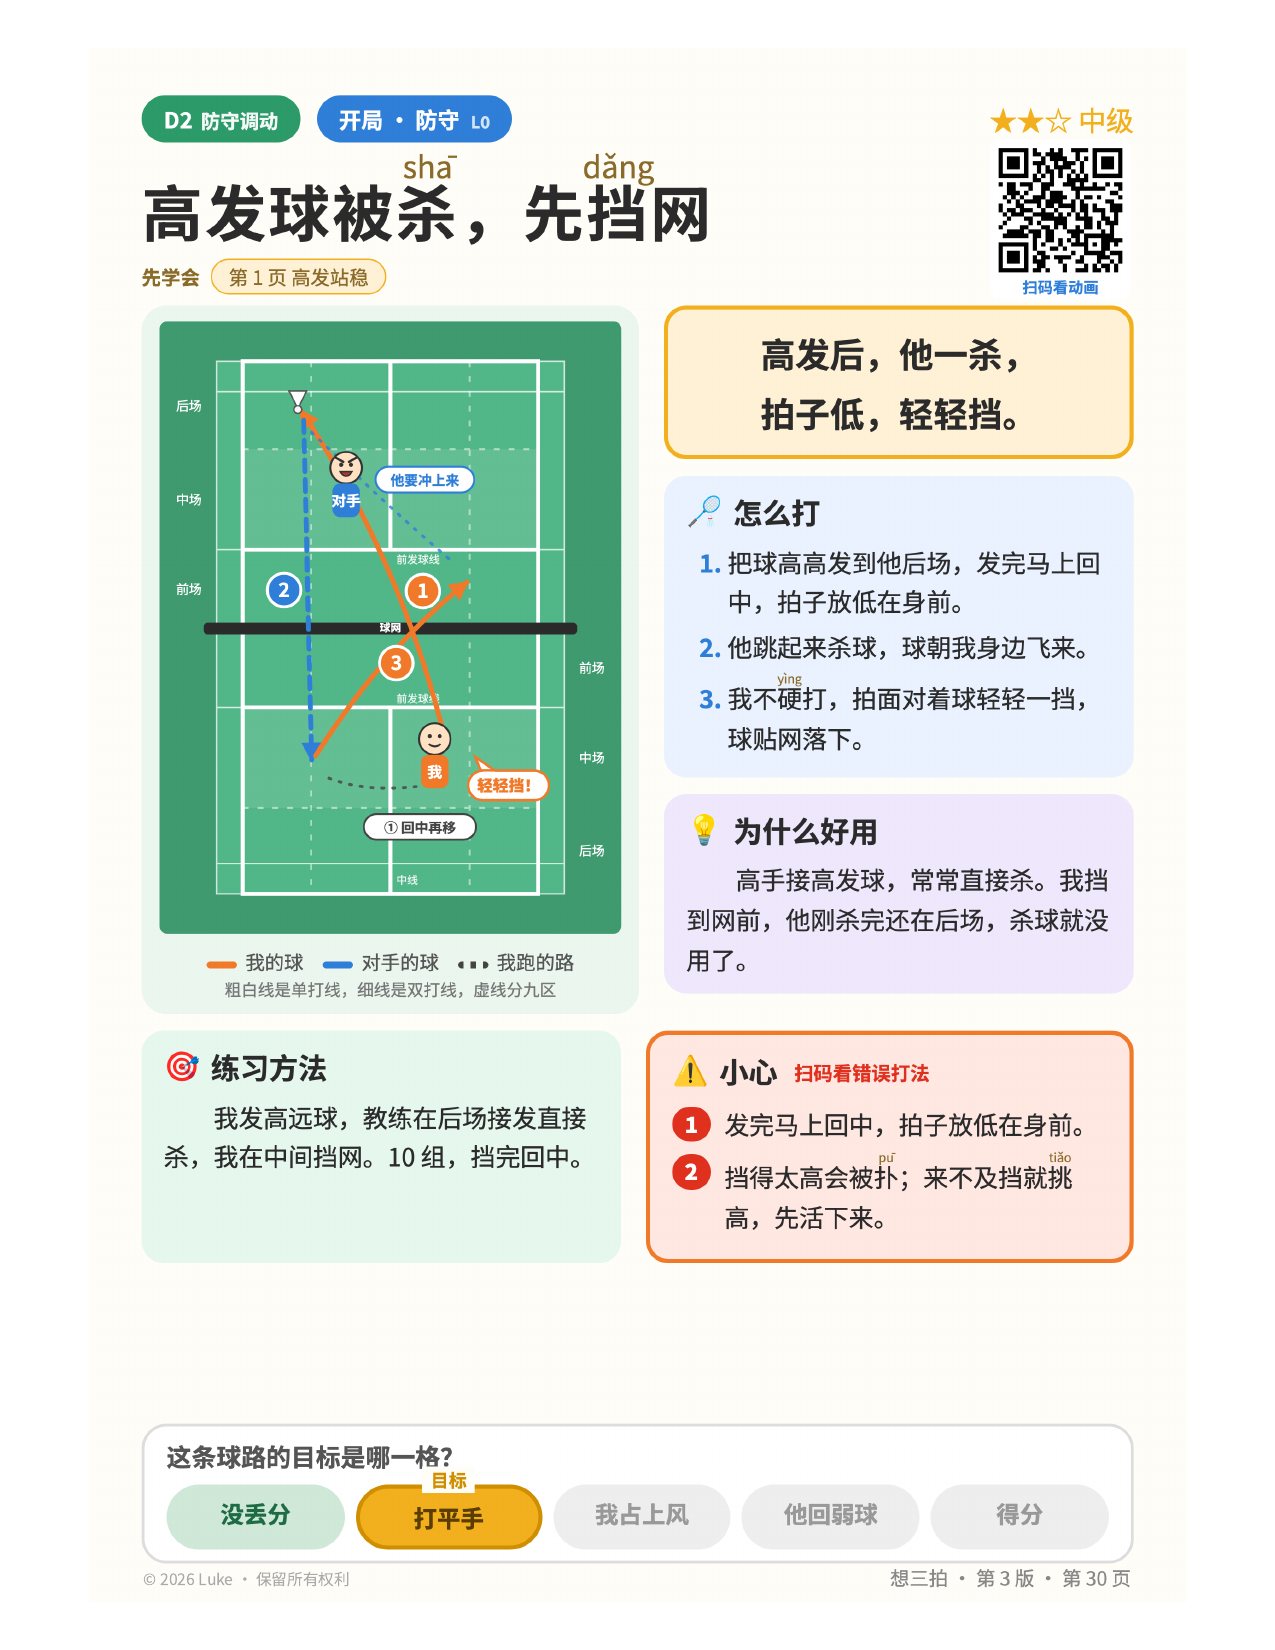 D2 防守调动
开局 · 防守 L0
★★☆ 中级
shā dǎng
高发球被杀，先挡网
先学会 第 1 页 高发站稳
扫码看动画
后场
他要冲上来
对手
中场
前发球线
前场
2
1
球网
3
前场
前发球线
中场
我
轻轻挡！
① 回中再移
后场
中线
我的球 对手的球 我跑的路
粗白线是单打线，细线是双打线，虚线分九区
高发后，他一杀，
拍子低，轻轻挡。
怎么打
1. 把球高高发到他后场，发完马上回
中，拍子放低在身前。
2. 他跳起来杀球，球朝我身边飞来。
yìng
3. 我不硬打，拍面对着球轻轻一挡，
球贴网落下。
为什么好用
高手接高发球，常常直接杀。我挡
到网前，他刚杀完还在后场，杀球就没
用了。
练习方法
我发高远球，教练在后场接发直接
杀，我在中间挡网。10 组，挡完回中。
小心 扫码看错误打法
1 发完马上回中，拍子放低在身前。
pū tiǎo
2 挡得太高会被扑；来不及挡就挑
高，先活下来。
这条球路的目标是哪一格？
目标
没丢分 打平手 我占上风 他回弱球 得分
© 2026 Luke · 保留所有权利
想三拍 · 第 3 版 · 第 30 页